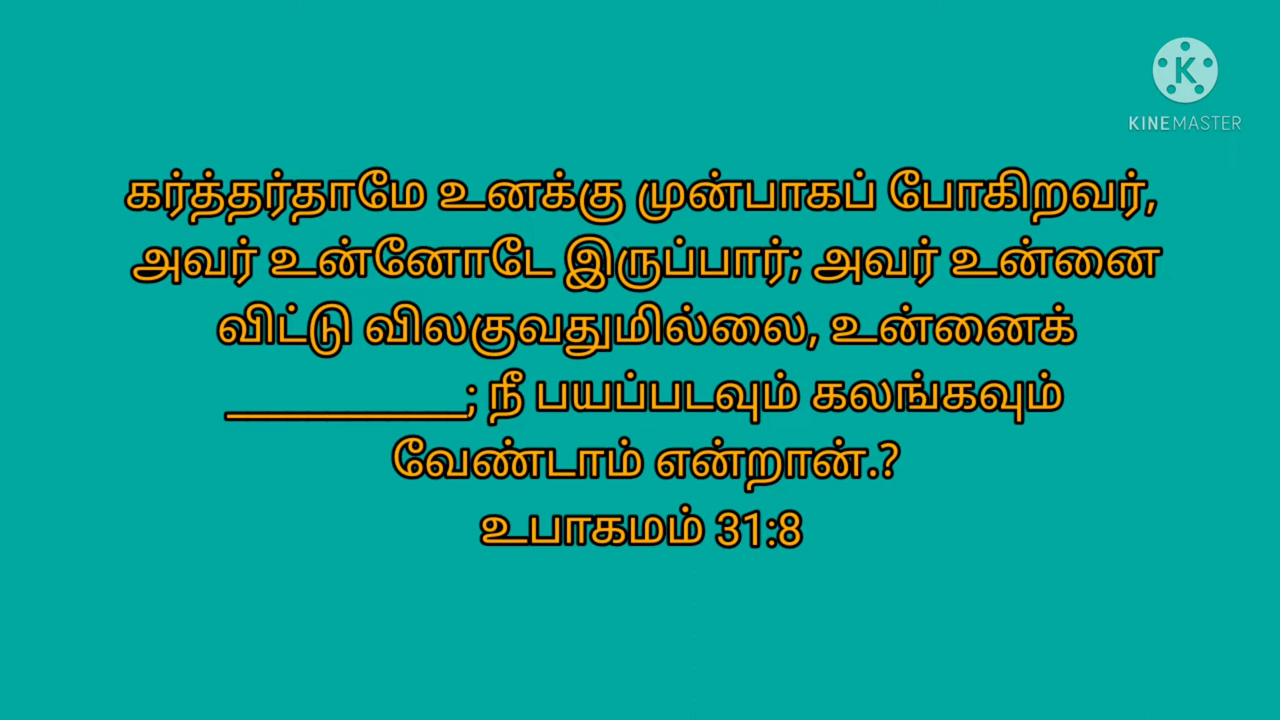 KINEMASTER
கர்த்தர்தாமே உனக்கு முன்பாகப் போகிறவர்,
அவர் உன்னோடே இருப்பார்; அவர் உன்னை
விட்டு விலகுவதுமில்லை, உன்னைக்
__________; நீ பயப்படவும் கலங்கவும்
வேண்டாம் என்றான்.?
உபாகமம் 31:8